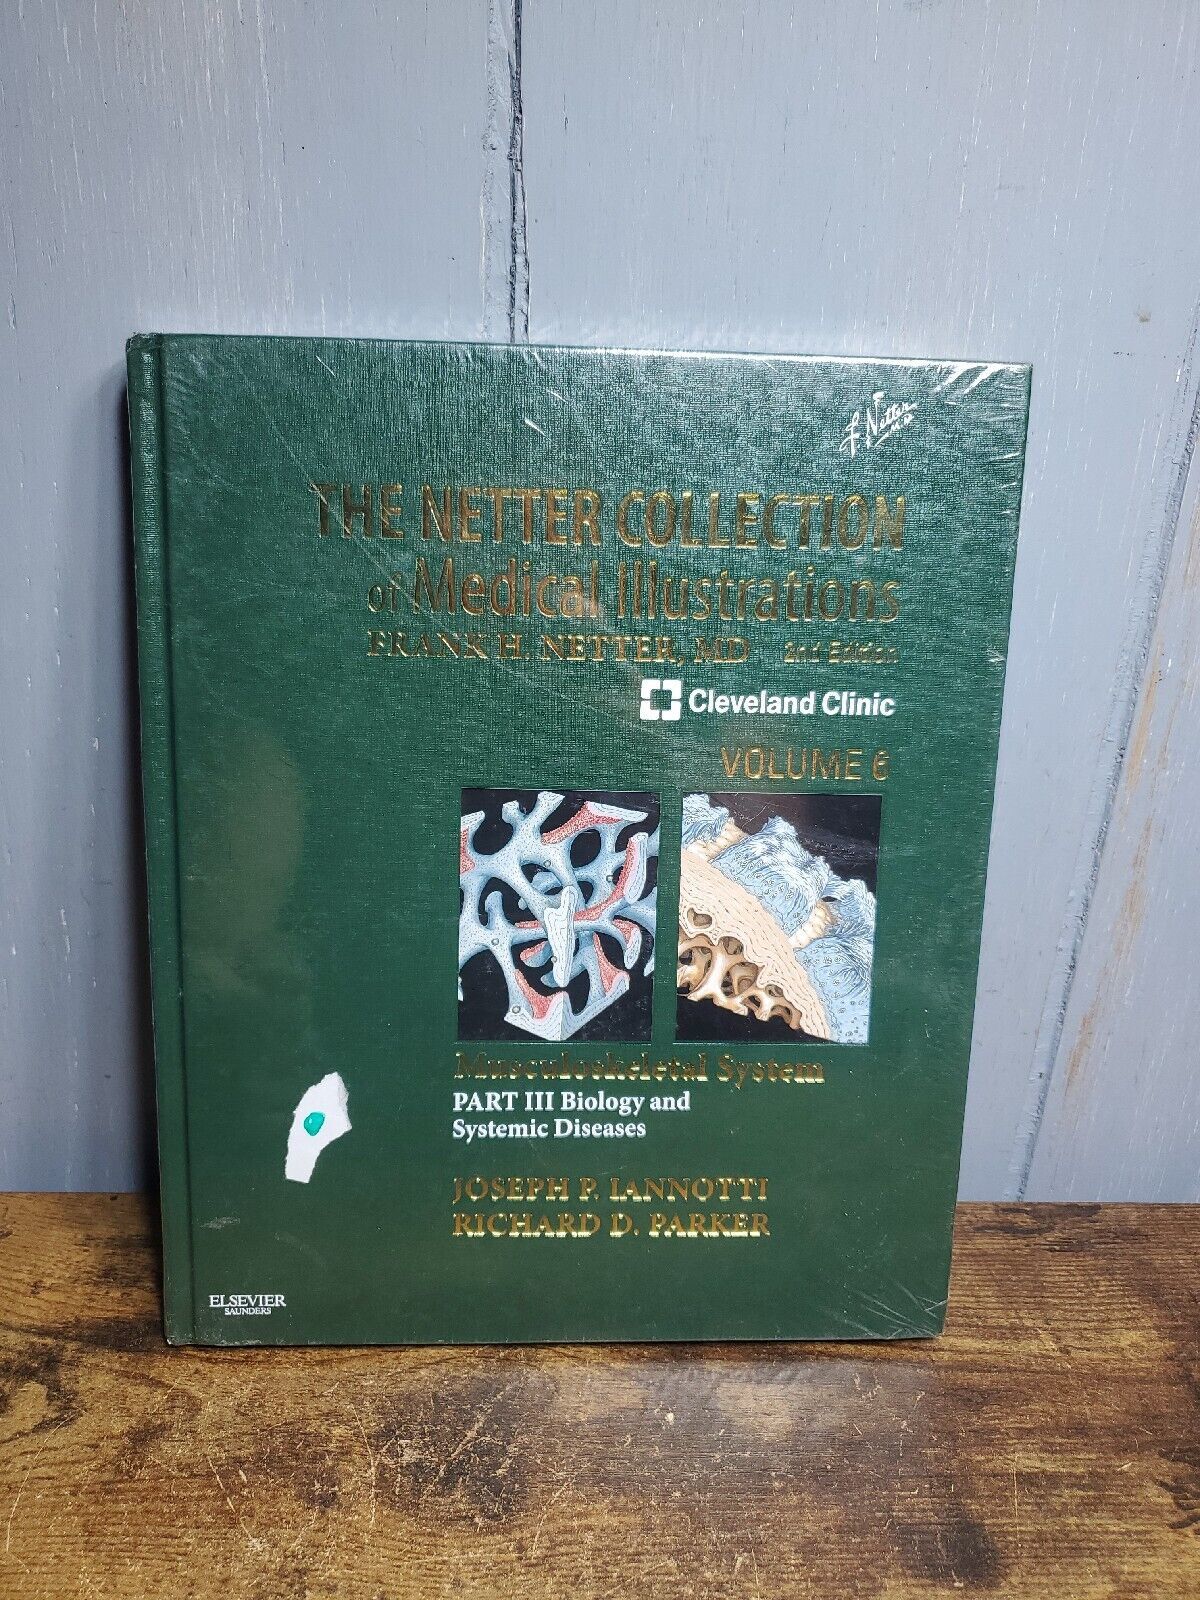 F. Netter M.D.
THE NETTER COLLECTION
of Medical Illustrations
FRANK H. NETTER, MD 2nd Edition
Cleveland Clinic
VOLUME 6
Musculoskeletal System
PART III Biology and
Systemic Diseases
JOSEPH P. IANNOTTI
RICHARD D. PARKER
ELSEVIER
SAUNDERS